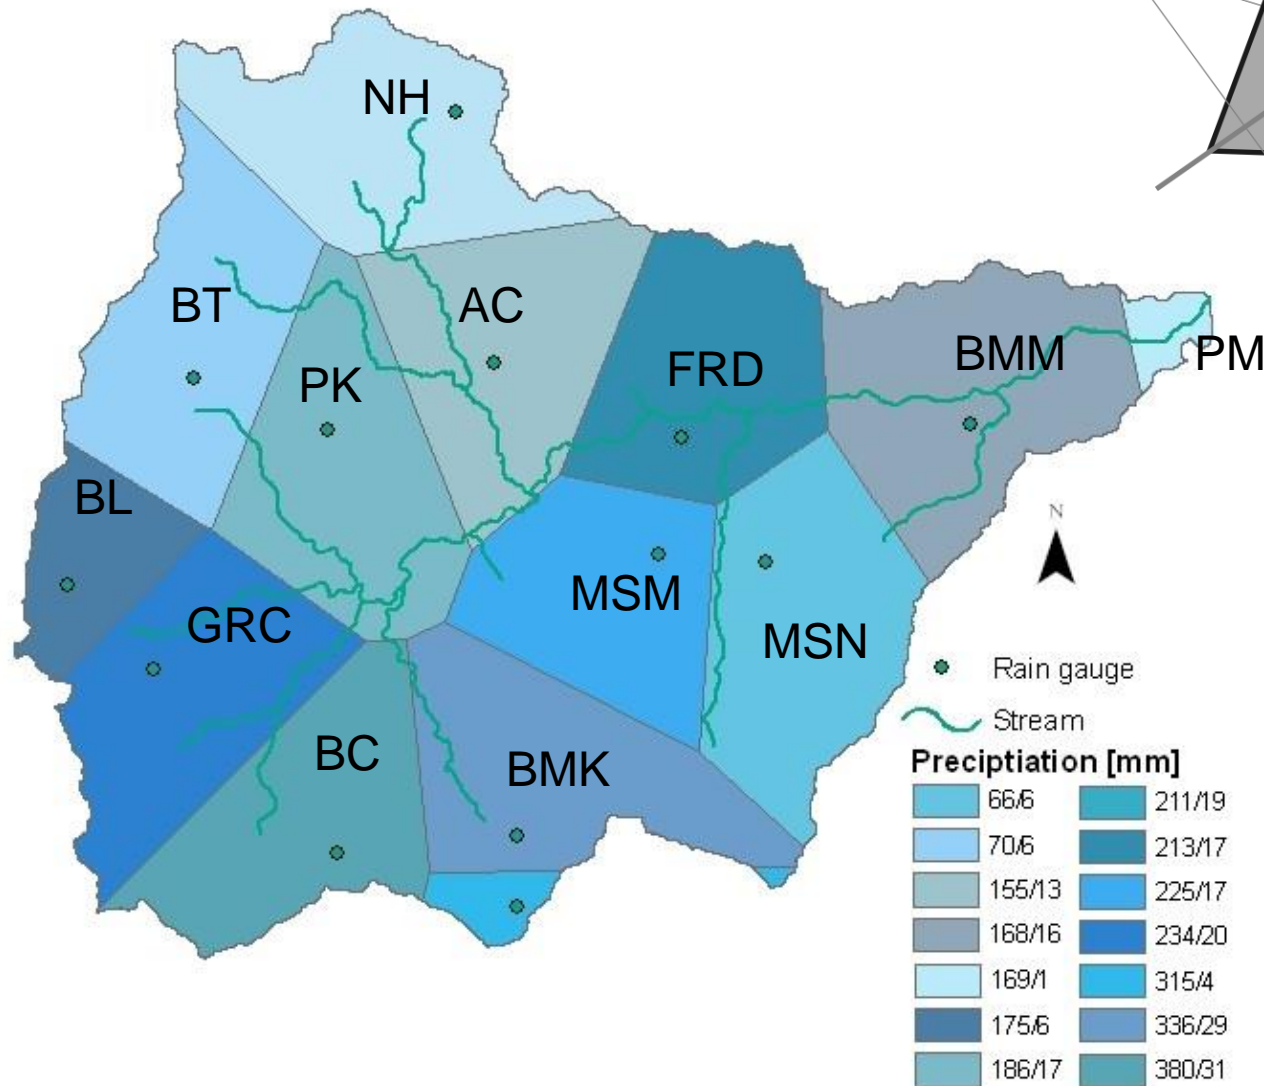 NH
BT
AC
PK
FRD
BMM
PM
BL
GRC
MSM
MSN
BC
BMK
N
Rain gauge
Stream
Preciptiation [mm]
66/6 211/19
70/6 213/17
155/13 225/17
168/16 234/20
169/1 315/4
175/6 336/29
186/17 380/31